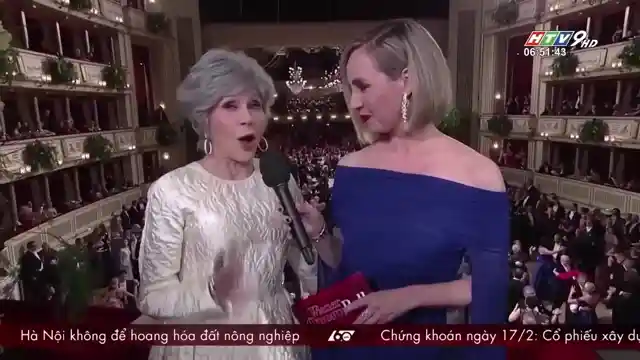 HTV9HD
06:51:43
Hà Nội không để hoang hóa đất nông nghiệp
60
Chứng khoán ngày 17/2: Cổ phiếu xây dự